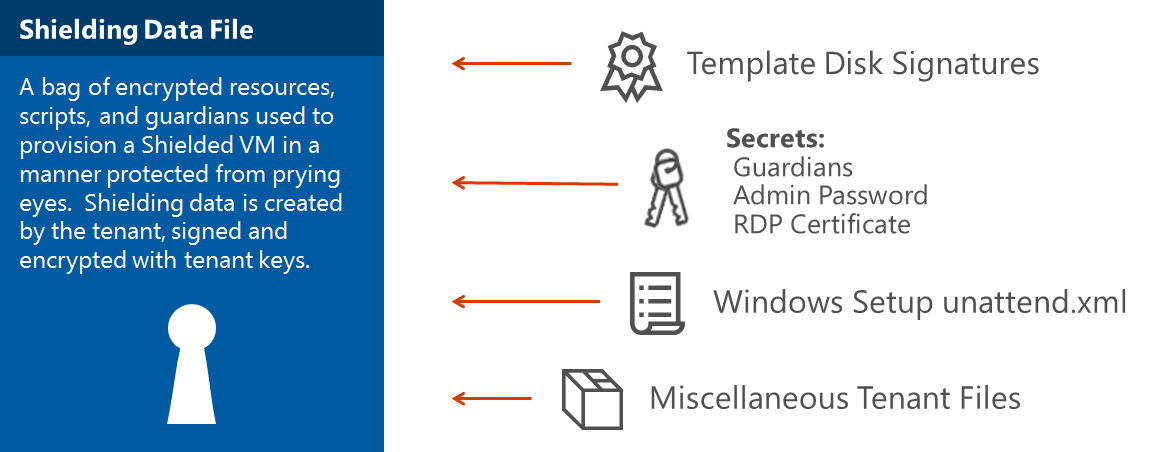 Shielding Data File
A bag of encrypted resources,
scripts, and guardians used to
provision a Shielded VM in a
manner protected from prying
eyes.  Shielding data is created
by the tenant, signed and
encrypted with tenant keys.
Template Disk Signatures
Secrets:
Guardians
Admin Password
RDP Certificate
Windows Setup unattend.xml
Miscellaneous Tenant Files